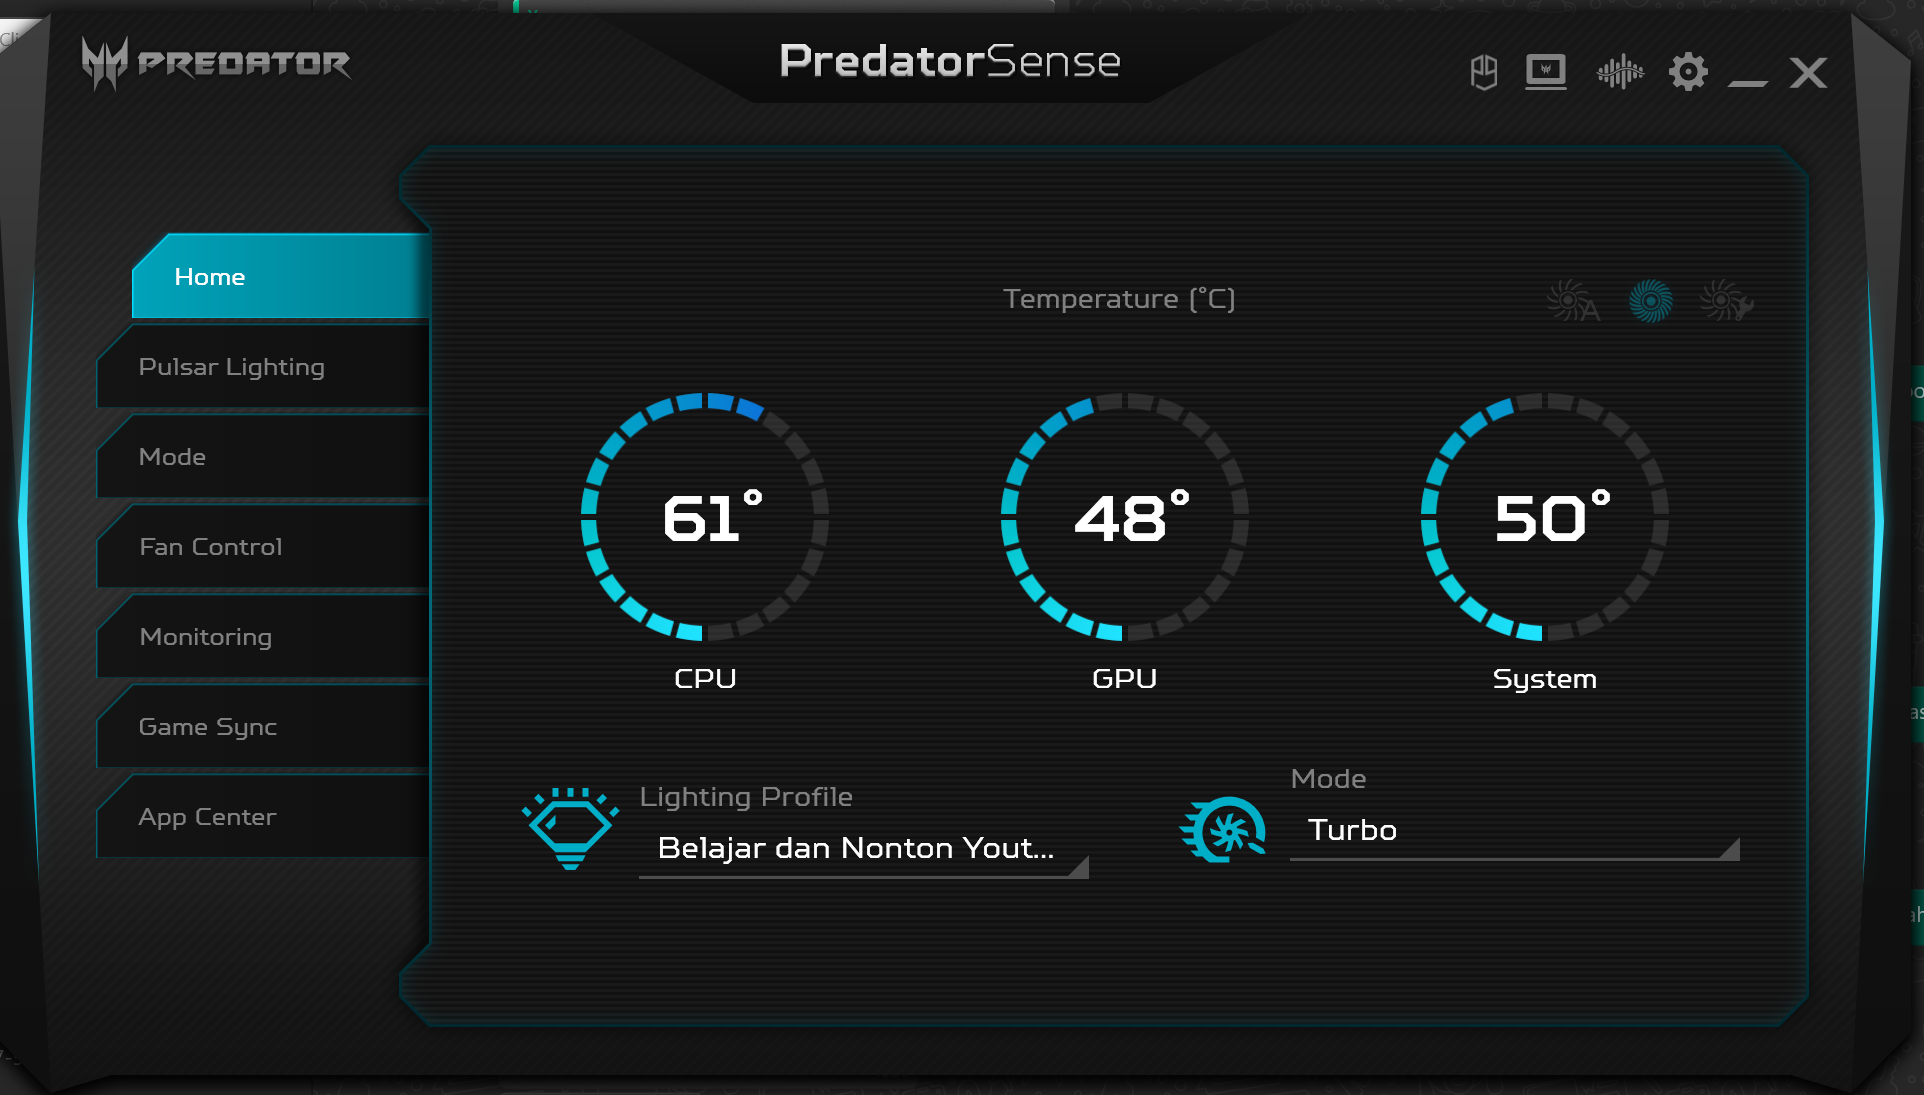 PREDATOR
PredatorSense
Home
Pulsar Lighting
Mode
Fan Control
Monitoring
Game Sync
App Center
Temperature (°C)
A
61°
48°
50°
CPU
GPU
System
Lighting Profile
Belajar dan Nonton Yout...
Mode
Turbo